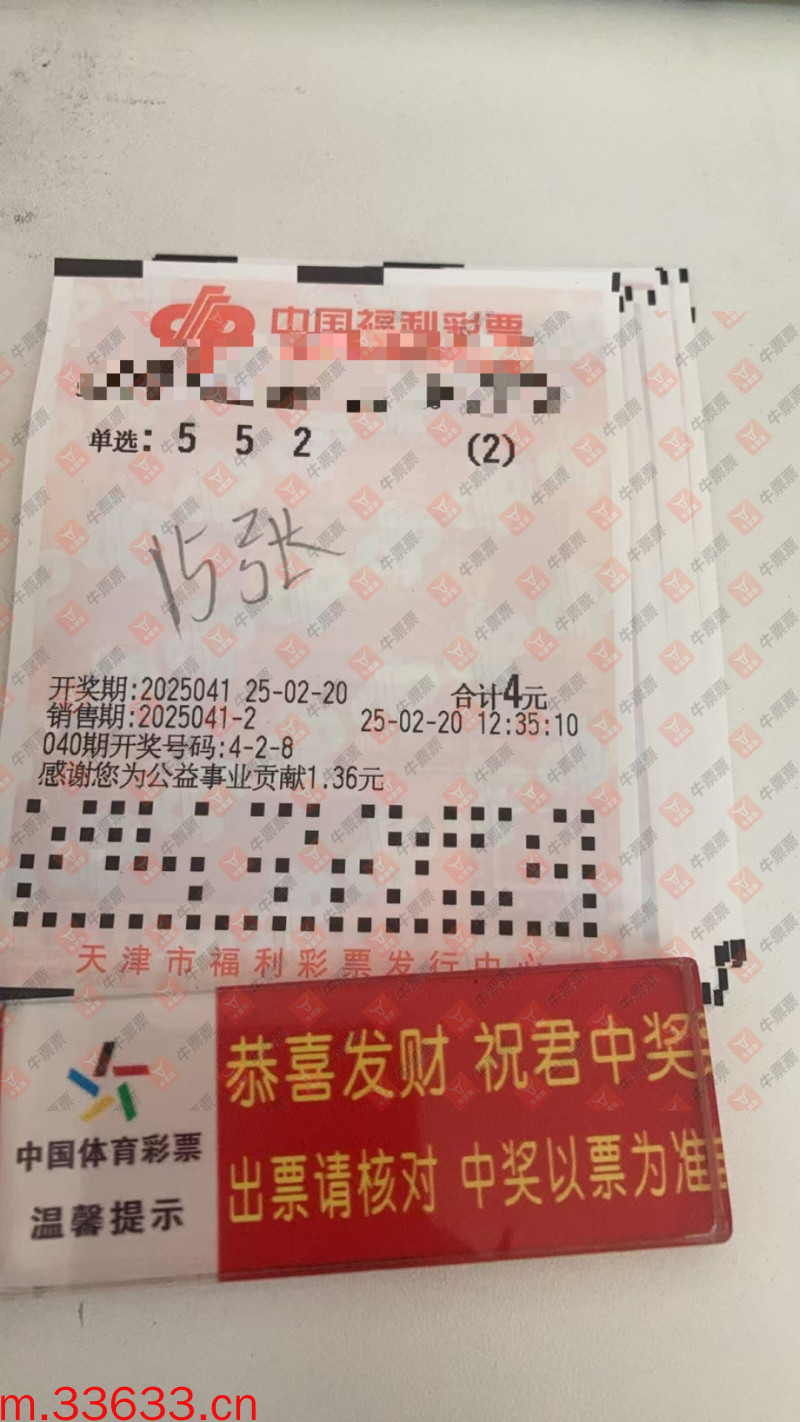 中国福利彩票
单选: 5 5 2 (2)
15张
开奖期:2025041 25-02-20 合计4元
销售期:2025041-2 25-02-20 12:35:10
040期开奖号码:4-2-8
感谢您为公益事业贡献1.36元
天津市福利彩票发行中心
恭喜发财 祝君中奖
中国体育彩票
出票请核对 中奖以票为准
温馨提示
牛票票
m.33633.cn